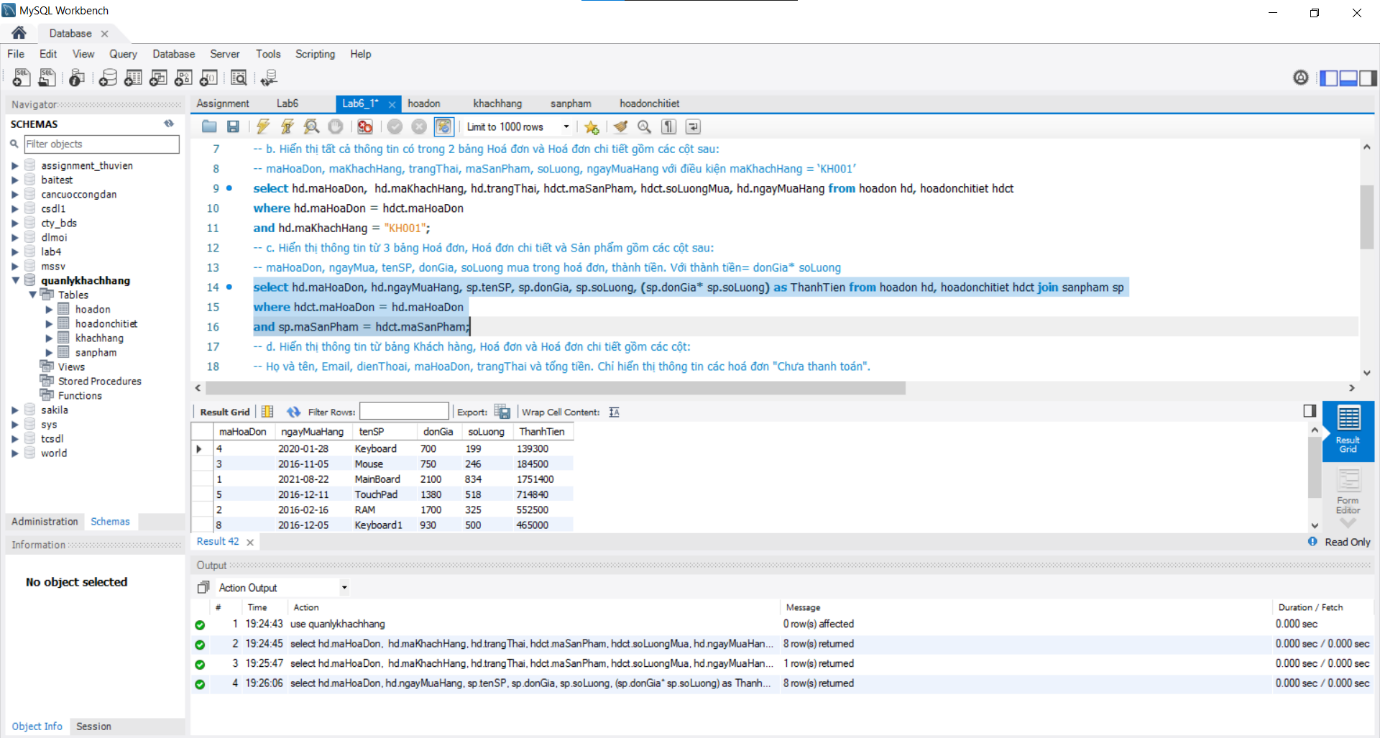 MySQL Workbench
Database
File Edit View Query Database Server Tools Scripting Help
Navigator
SCHEMAS
Filter objects
assignment_thuvien
baitest
cancuoccongdan
csdl1
cty_bds
dlmoi
lab4
mssv
quanlykhachhang
Tables
hoadon
hoadonchitiet
khachhang
sanpham
Views
Stored Procedures
Functions
sakila
sys
tcsdl
world
Administration Schemas
Information
No object selected
Object Info Session
Assignment Lab6 Lab6_1* hoadon khachhang sanpham hoadonchitiet
Limit to 1000 rows
7 -- b. Hiển thị tất cả thông tin có trong 2 bảng Hoá đơn và Hoá đơn chi tiết gồm các cột sau:
8 -- maHoaDon, maKhachHang, trangThai, maSanPham, soLuong, ngayMuaHang với điều kiện maKhachHang = ‘KH001’
9 select hd.maHoaDon, hd.maKhachHang, hd.trangThai, hdct.maSanPham, hdct.soLuongMua, hd.ngayMuaHang from hoadon hd, hoadonchitiet hdct
10 where hd.maHoaDon = hdct.maHoaDon
11 and hd.maKhachHang = "KH001";
12 -- c. Hiển thị thông tin từ 3 bảng Hoá đơn, Hoá đơn chi tiết và Sản phẩm gồm các cột sau:
13 -- maHoaDon, ngayMua, tenSP, donGia, soLuong mua trong hoá đơn, thành tiền. Với thành tiền= donGia* soLuong
14 select hd.maHoaDon, hd.ngayMuaHang, sp.tenSP, sp.donGia, sp.soLuong, (sp.donGia* sp.soLuong) as ThanhTien from hoadon hd, hoadonchitiet hdct join sanpham sp
15 where hdct.maHoaDon = hd.maHoaDon
16 and sp.maSanPham = hdct.maSanPham;
17 -- d. Hiển thị thông tin từ bảng Khách hàng, Hoá đơn và Hoá đơn chi tiết gồm các cột:
18 -- Họ và tên, Email, dienThoai, maHoaDon, trangThai và tổng tiền. Chỉ hiển thị thông tin các hoá đơn "Chưa thanh toán".
Result Grid Filter Rows: Export: Wrap Cell Content:
maHoaDon ngayMuaHang tenSP donGia soLuong ThanhTien
4 2020-01-28 Keyboard 700 199 139300
3 2016-11-05 Mouse 750 246 184500
1 2021-08-22 MainBoard 2100 834 1751400
5 2016-12-11 TouchPad 1380 518 714840
2 2016-02-16 RAM 1700 325 552500
8 2016-12-05 Keyboard1 930 500 465000
Result Grid
Form Editor
Result 42
Read Only
Output
Action Output
# Time Action Message Duration / Fetch
1 19:24:43 use quanlykhachhang 0 row(s) affected 0.000 sec
2 19:24:45 select hd.maHoaDon, hd.maKhachHang, hd.trangThai, hdct.maSanPham, hdct.soLuongMua, hd.ngayMuaHan... 8 row(s) returned 0.000 sec / 0.000 sec
3 19:25:47 select hd.maHoaDon, hd.maKhachHang, hd.trangThai, hdct.maSanPham, hdct.soLuongMua, hd.ngayMuaHan... 1 row(s) returned 0.000 sec / 0.000 sec
4 19:26:06 select hd.maHoaDon, hd.ngayMuaHang, sp.tenSP, sp.donGia, sp.soLuong, (sp.donGia* sp.soLuong) as Thanh... 8 row(s) returned 0.000 sec / 0.000 sec